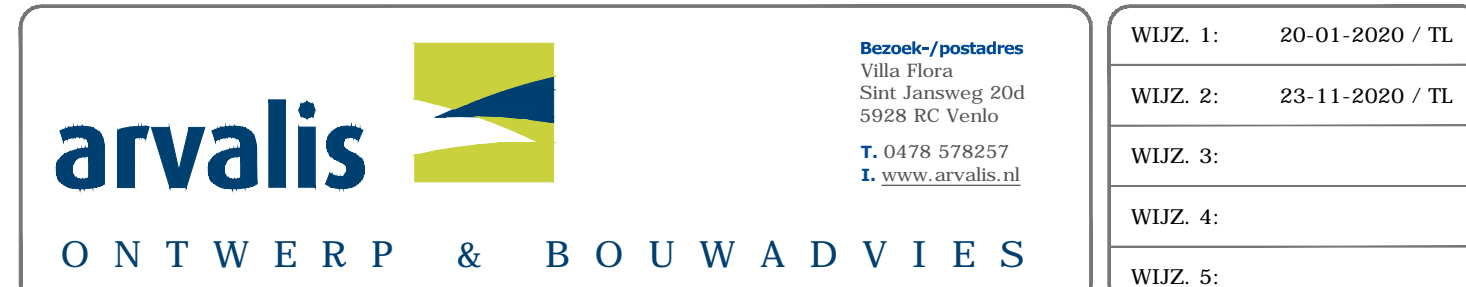 arvalis
ONTWERP & BOUWADVIES
Bezoek-/postadres
Villa Flora
Sint Jansweg 20d
5928 RC Venlo
T. 0478 578257
I. www.arvalis.nl
WIJZ. 1: 20-01-2020 / TL
WIJZ. 2: 23-11-2020 / TL
WIJZ. 3:
WIJZ. 4:
WIJZ. 5: